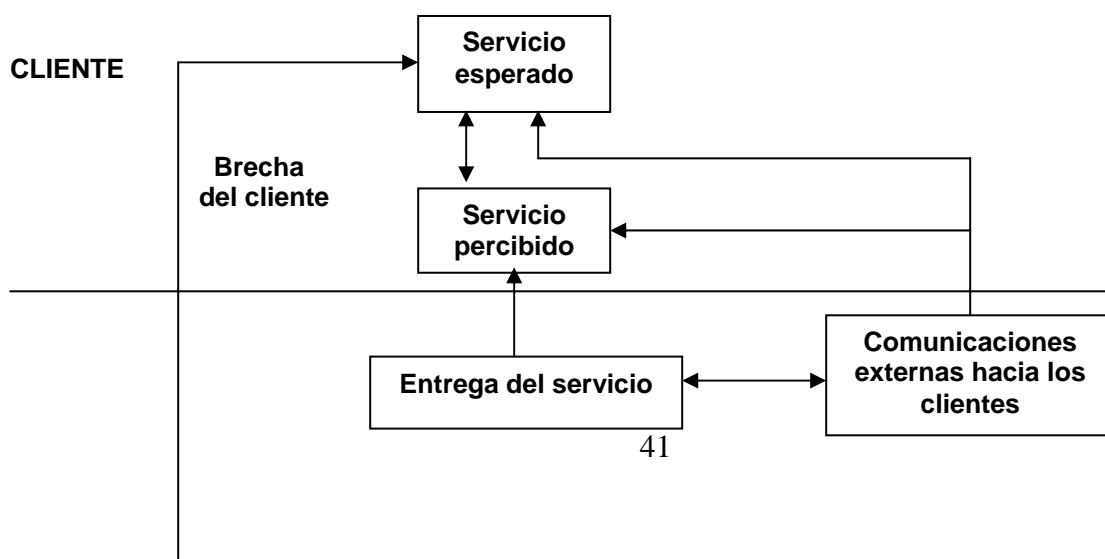 Servicio
esperado
CLIENTE
Brecha
del cliente
Servicio
percibido
Comunicaciones
externas hacia los
clientes
Entrega del servicio
41